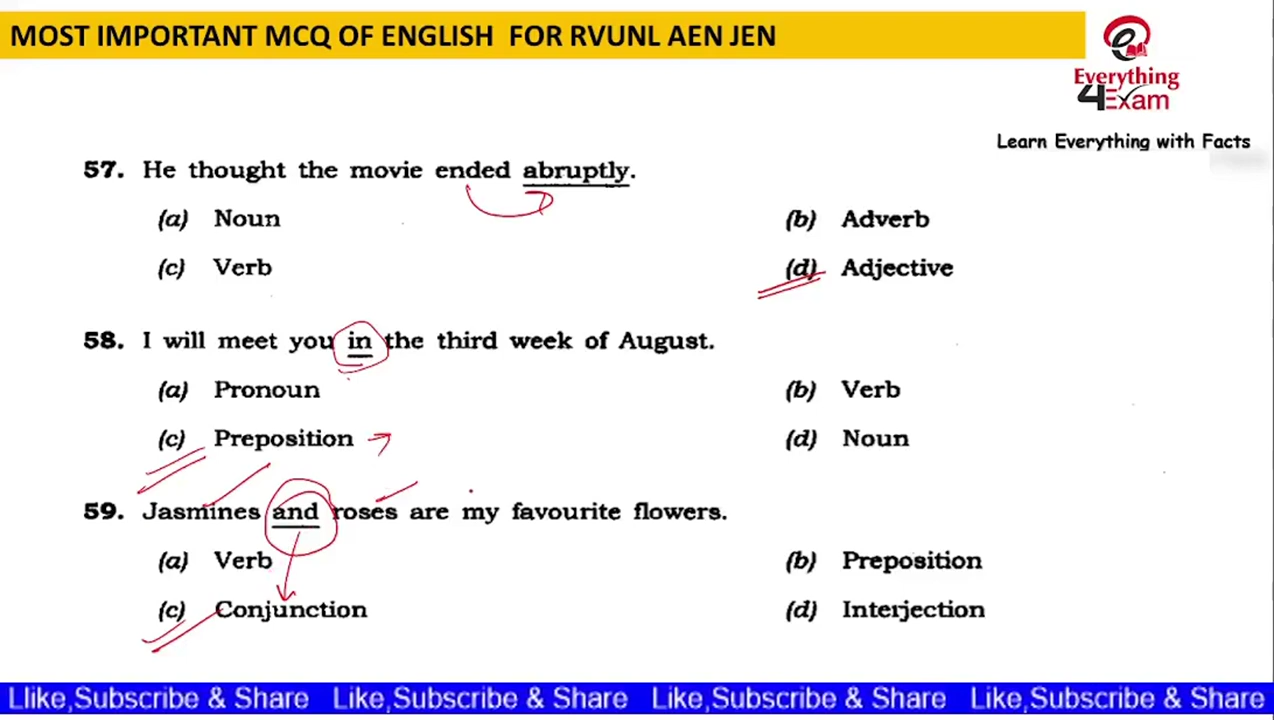 MOST IMPORTANT MCQ OF ENGLISH FOR RVUNL AEN JEN
e
Everything
4Exam
Learn Everything with Facts
57. He thought the movie ended abruptly.
(a) Noun (b) Adverb
(c) Verb (d) Adjective
58. I will meet you in the third week of August.
(a) Pronoun (b) Verb
(c) Preposition (d) Noun
59. Jasmines and roses are my favourite flowers.
(a) Verb (b) Preposition
(c) Conjunction (d) Interjection
Llike,Subscribe & Share Like,Subscribe & Share Like,Subscribe & Share Like,Subscribe & Share